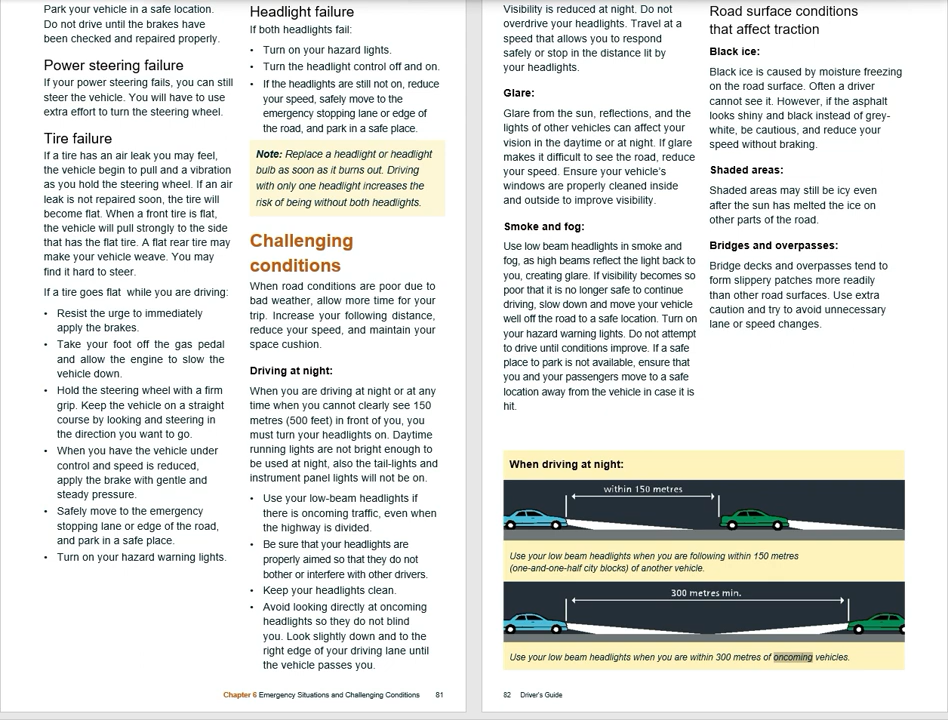 Park your vehicle in a safe location.
Do not drive until the brakes have
been checked and repaired properly.
Power steering failure
If your power steering fails, you can still
steer the vehicle. You will have to use
extra effort to turn the steering wheel.
Tire failure
If a tire has an air leak you may feel,
the vehicle begin to pull and a vibration
as you hold the steering wheel. If an air
leak is not repaired soon, the tire will
become flat. When a front tire is flat,
the vehicle will pull strongly to the side
that has the flat tire. A flat rear tire may
make your vehicle weave. You may
find it hard to steer.
If a tire goes flat while you are driving:
• Resist the urge to immediately
apply the brakes.
• Take your foot off the gas pedal
and allow the engine to slow the
vehicle down.
• Hold the steering wheel with a firm
grip. Keep the vehicle on a straight
course by looking and steering in
the direction you want to go.
• When you have the vehicle under
control and speed is reduced,
apply the brake with gentle and
steady pressure.
• Safely move to the emergency
stopping lane or edge of the road,
and park in a safe place.
• Turn on your hazard warning lights.
Headlight failure
If both headlights fail:
• Turn on your hazard lights.
• Turn the headlight control off and on.
• If the headlights are still not on, reduce
your speed, safely move to the
emergency stopping lane or edge of
the road, and park in a safe place.
Note: Replace a headlight or headlight
bulb as soon as it burns out. Driving
with only one headlight increases the
risk of being without both headlights.
Challenging
conditions
When road conditions are poor due to
bad weather, allow more time for your
trip. Increase your following distance,
reduce your speed, and maintain your
space cushion.
Driving at night:
When you are driving at night or at any
time when you cannot clearly see 150
metres (500 feet) in front of you, you
must turn your headlights on. Daytime
running lights are not bright enough to
be used at night, also the tail-lights and
instrument panel lights will not be on.
• Use your low-beam headlights if
there is oncoming traffic, even when
the highway is divided.
• Be sure that your headlights are
properly aimed so that they do not
bother or interfere with other drivers.
• Keep your headlights clean.
• Avoid looking directly at oncoming
headlights so they do not blind
you. Look slightly down and to the
right edge of your driving lane until
the vehicle passes you.
Chapter 6 Emergency Situations and Challenging Conditions 81
Visibility is reduced at night. Do not
overdrive your headlights. Travel at a
speed that allows you to respond
safely or stop in the distance lit by
your headlights.
Glare:
Glare from the sun, reflections, and the
lights of other vehicles can affect your
vision in the daytime or at night. If glare
makes it difficult to see the road, reduce
your speed. Ensure your vehicle's
windows are properly cleaned inside
and outside to improve visibility.
Smoke and fog:
Use low beam headlights in smoke and
fog, as high beams reflect the light back to
you, creating glare. If visibility becomes so
poor that it is no longer safe to continue
driving, slow down and move your vehicle
well off the road to a safe location. Turn on
your hazard warning lights. Do not attempt
to drive until conditions improve. If a safe
place to park is not available, ensure that
you and your passengers move to a safe
location away from the vehicle in case it is
hit.
Road surface conditions
that affect traction
Black ice:
Black ice is caused by moisture freezing
on the road surface. Often a driver
cannot see it. However, if the asphalt
looks shiny and black instead of grey-
white, be cautious, and reduce your
speed without braking.
Shaded areas:
Shaded areas may still be icy even
after the sun has melted the ice on
other parts of the road.
Bridges and overpasses:
Bridge decks and overpasses tend to
form slippery patches more readily
than other road surfaces. Use extra
caution and try to avoid unnecessary
lane or speed changes.
When driving at night:
within 150 metres
Use your low beam headlights when you are following within 150 metres
(one-and-one-half city blocks) of another vehicle.
300 metres min.
Use your low beam headlights when you are within 300 metres of oncoming vehicles.
82 Driver's Guide